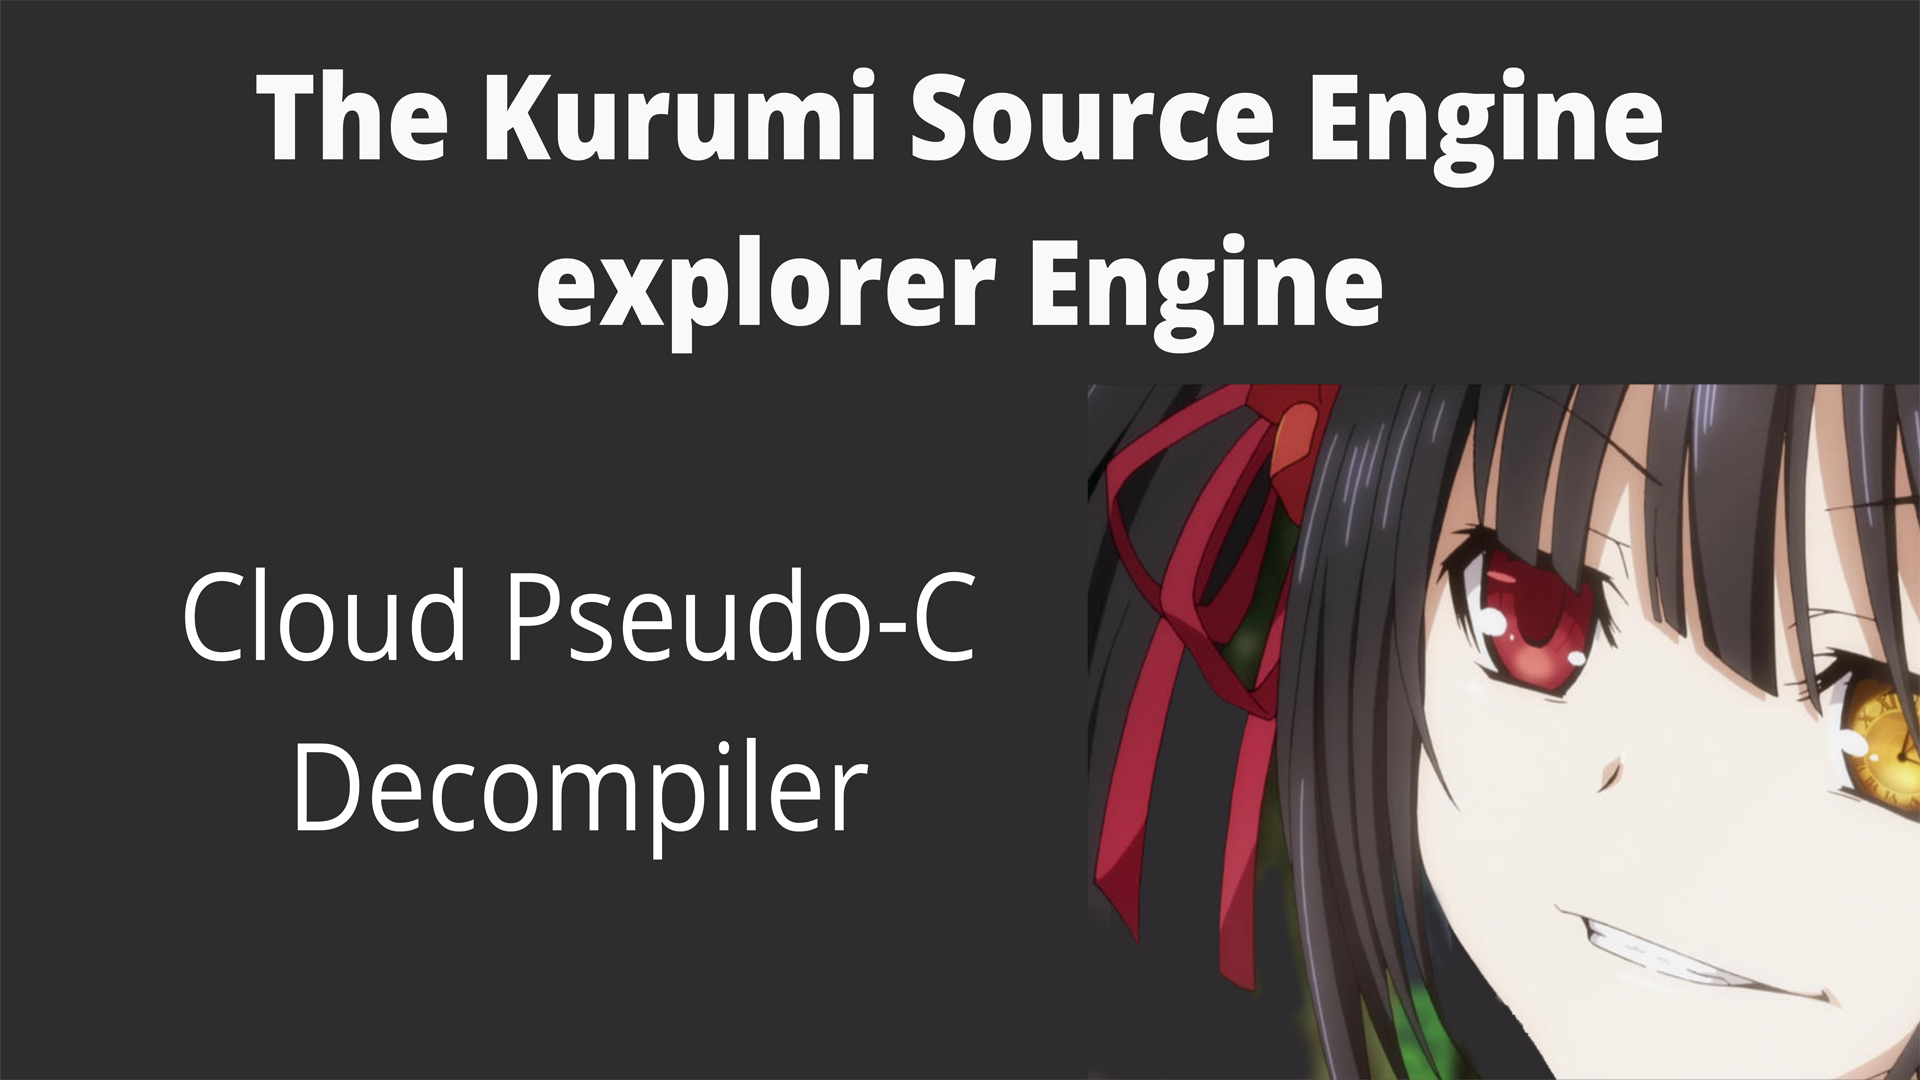 The Kurumi Source Engine
explorer Engine
Cloud Pseudo-C
Decompiler